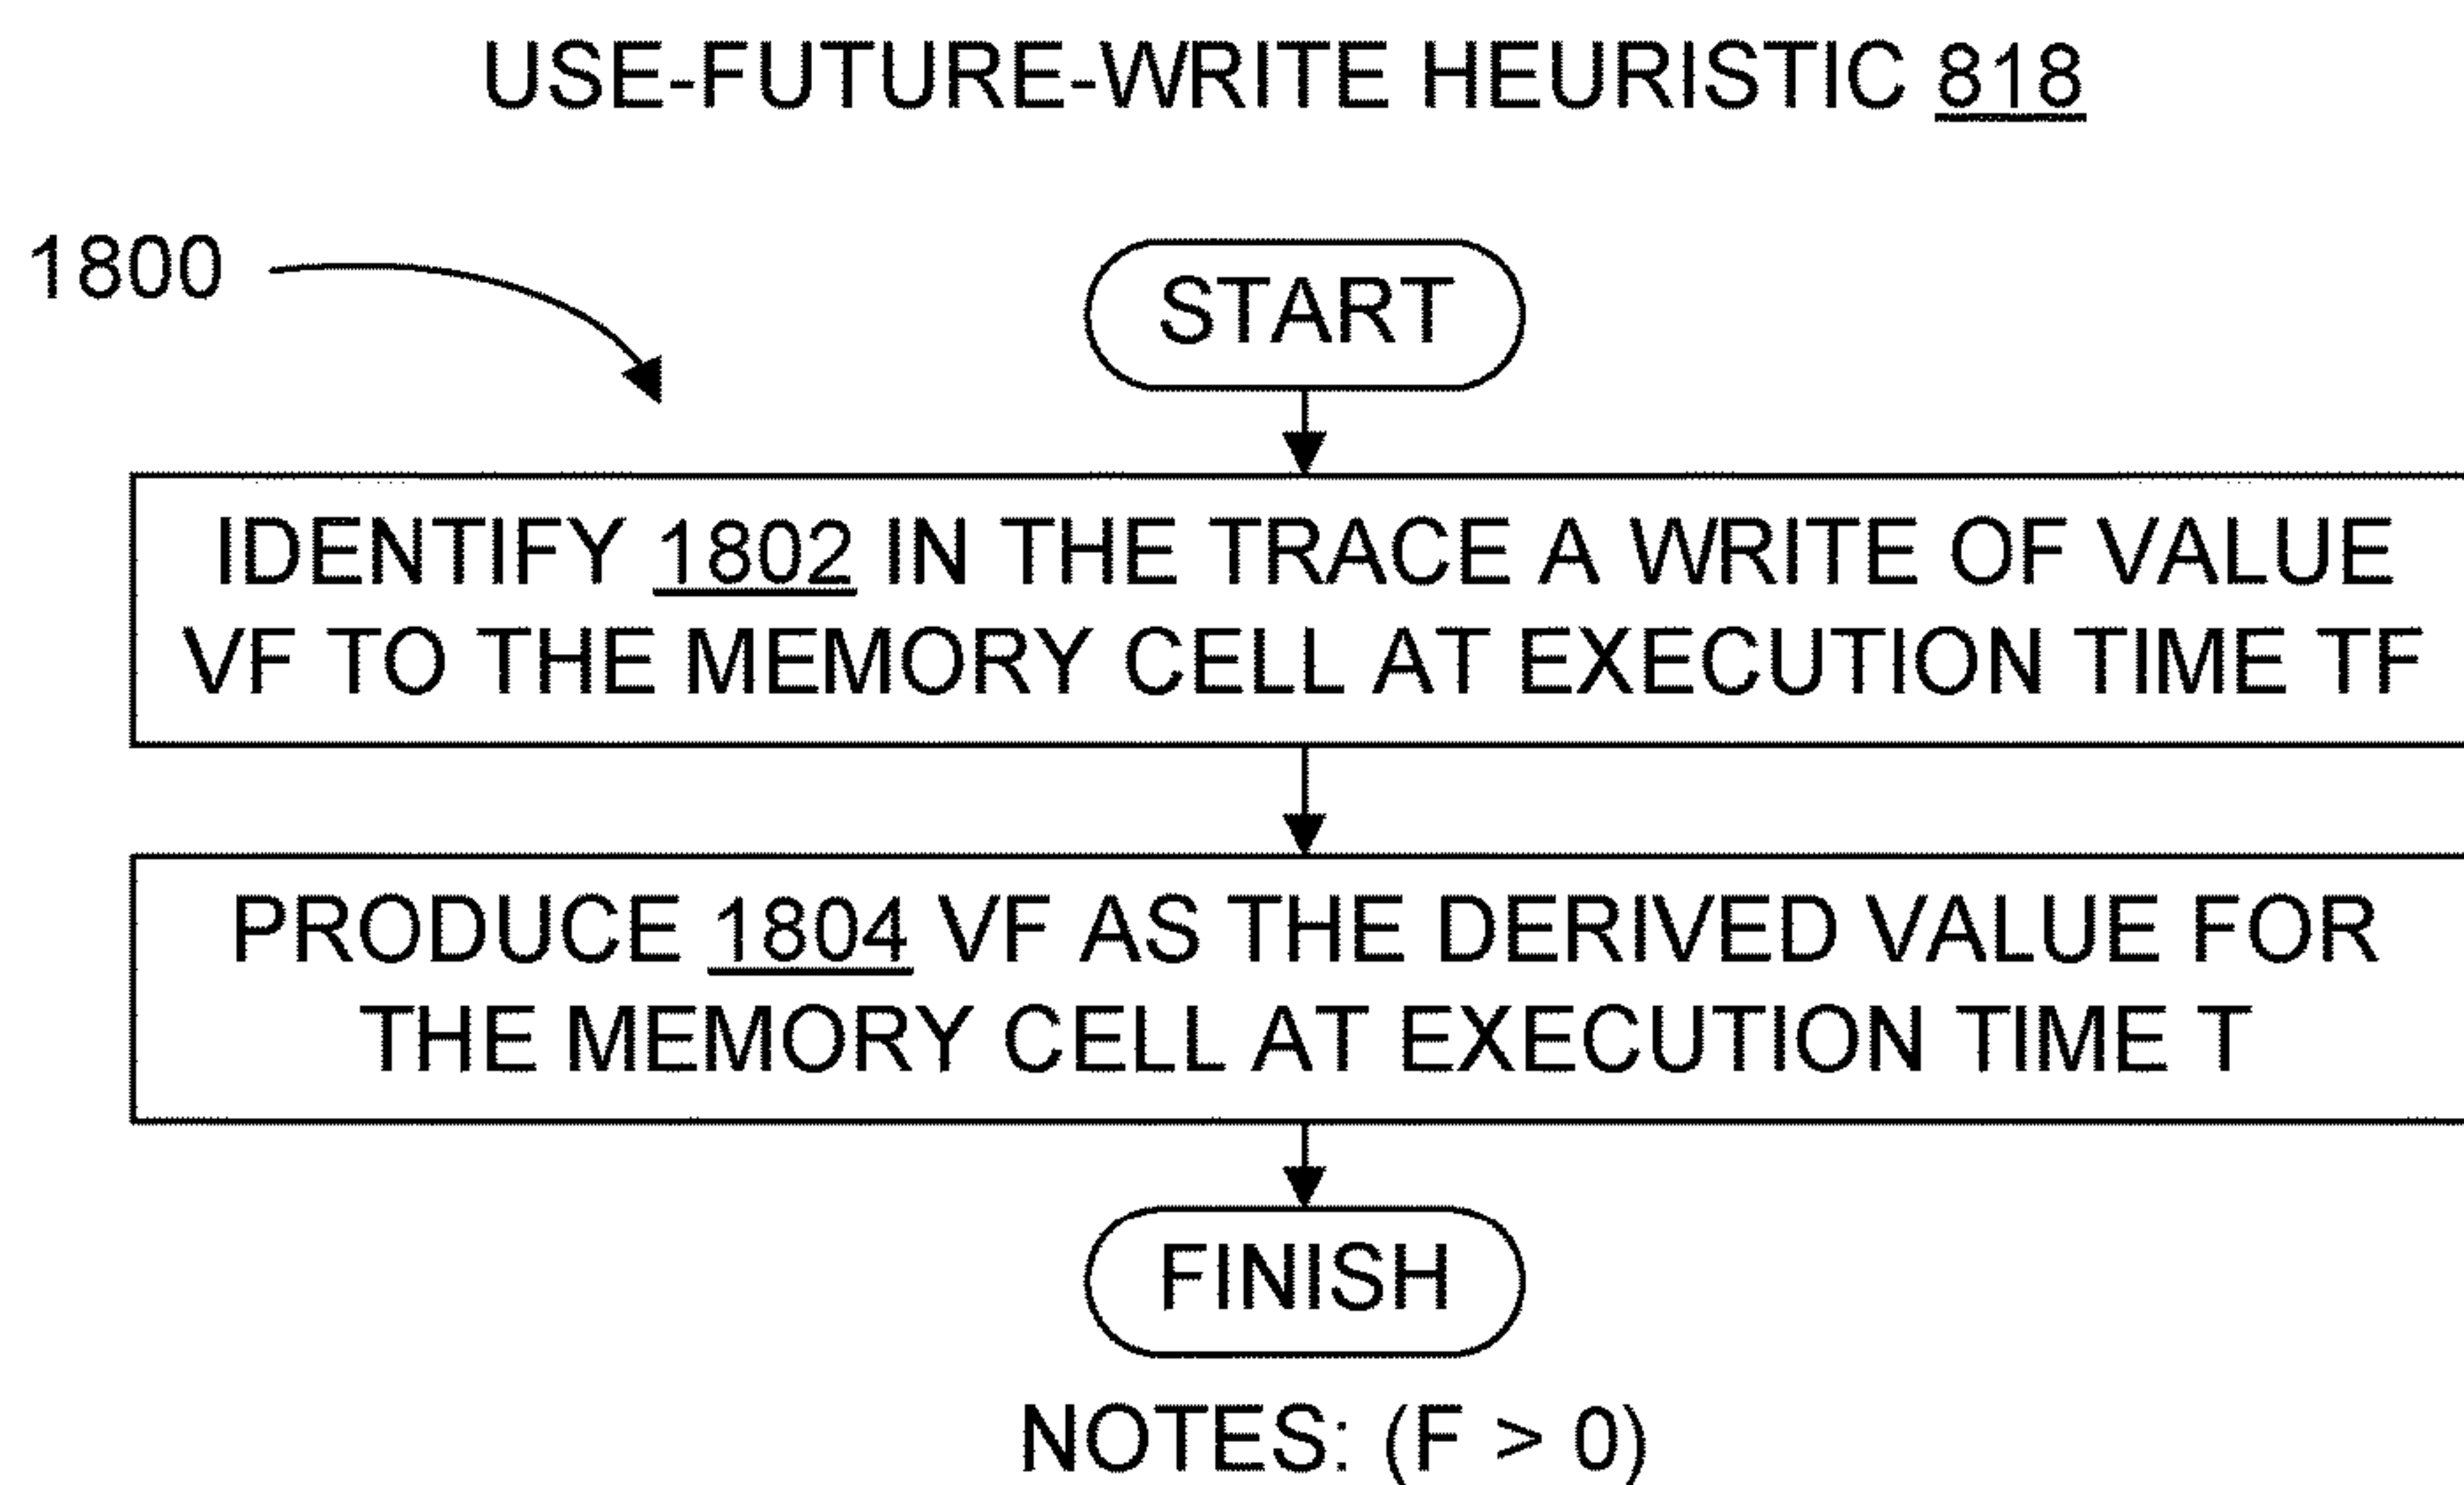 USE-FUTURE-WRITE HEURISTIC 818
1800
START
IDENTIFY 1802 IN THE TRACE A WRITE OF VALUE
VF TO THE MEMORY CELL AT EXECUTION TIME TF
PRODUCE 1804 VF AS THE DERIVED VALUE FOR
THE MEMORY CELL AT EXECUTION TIME T
FINISH
NOTES: (F > 0)